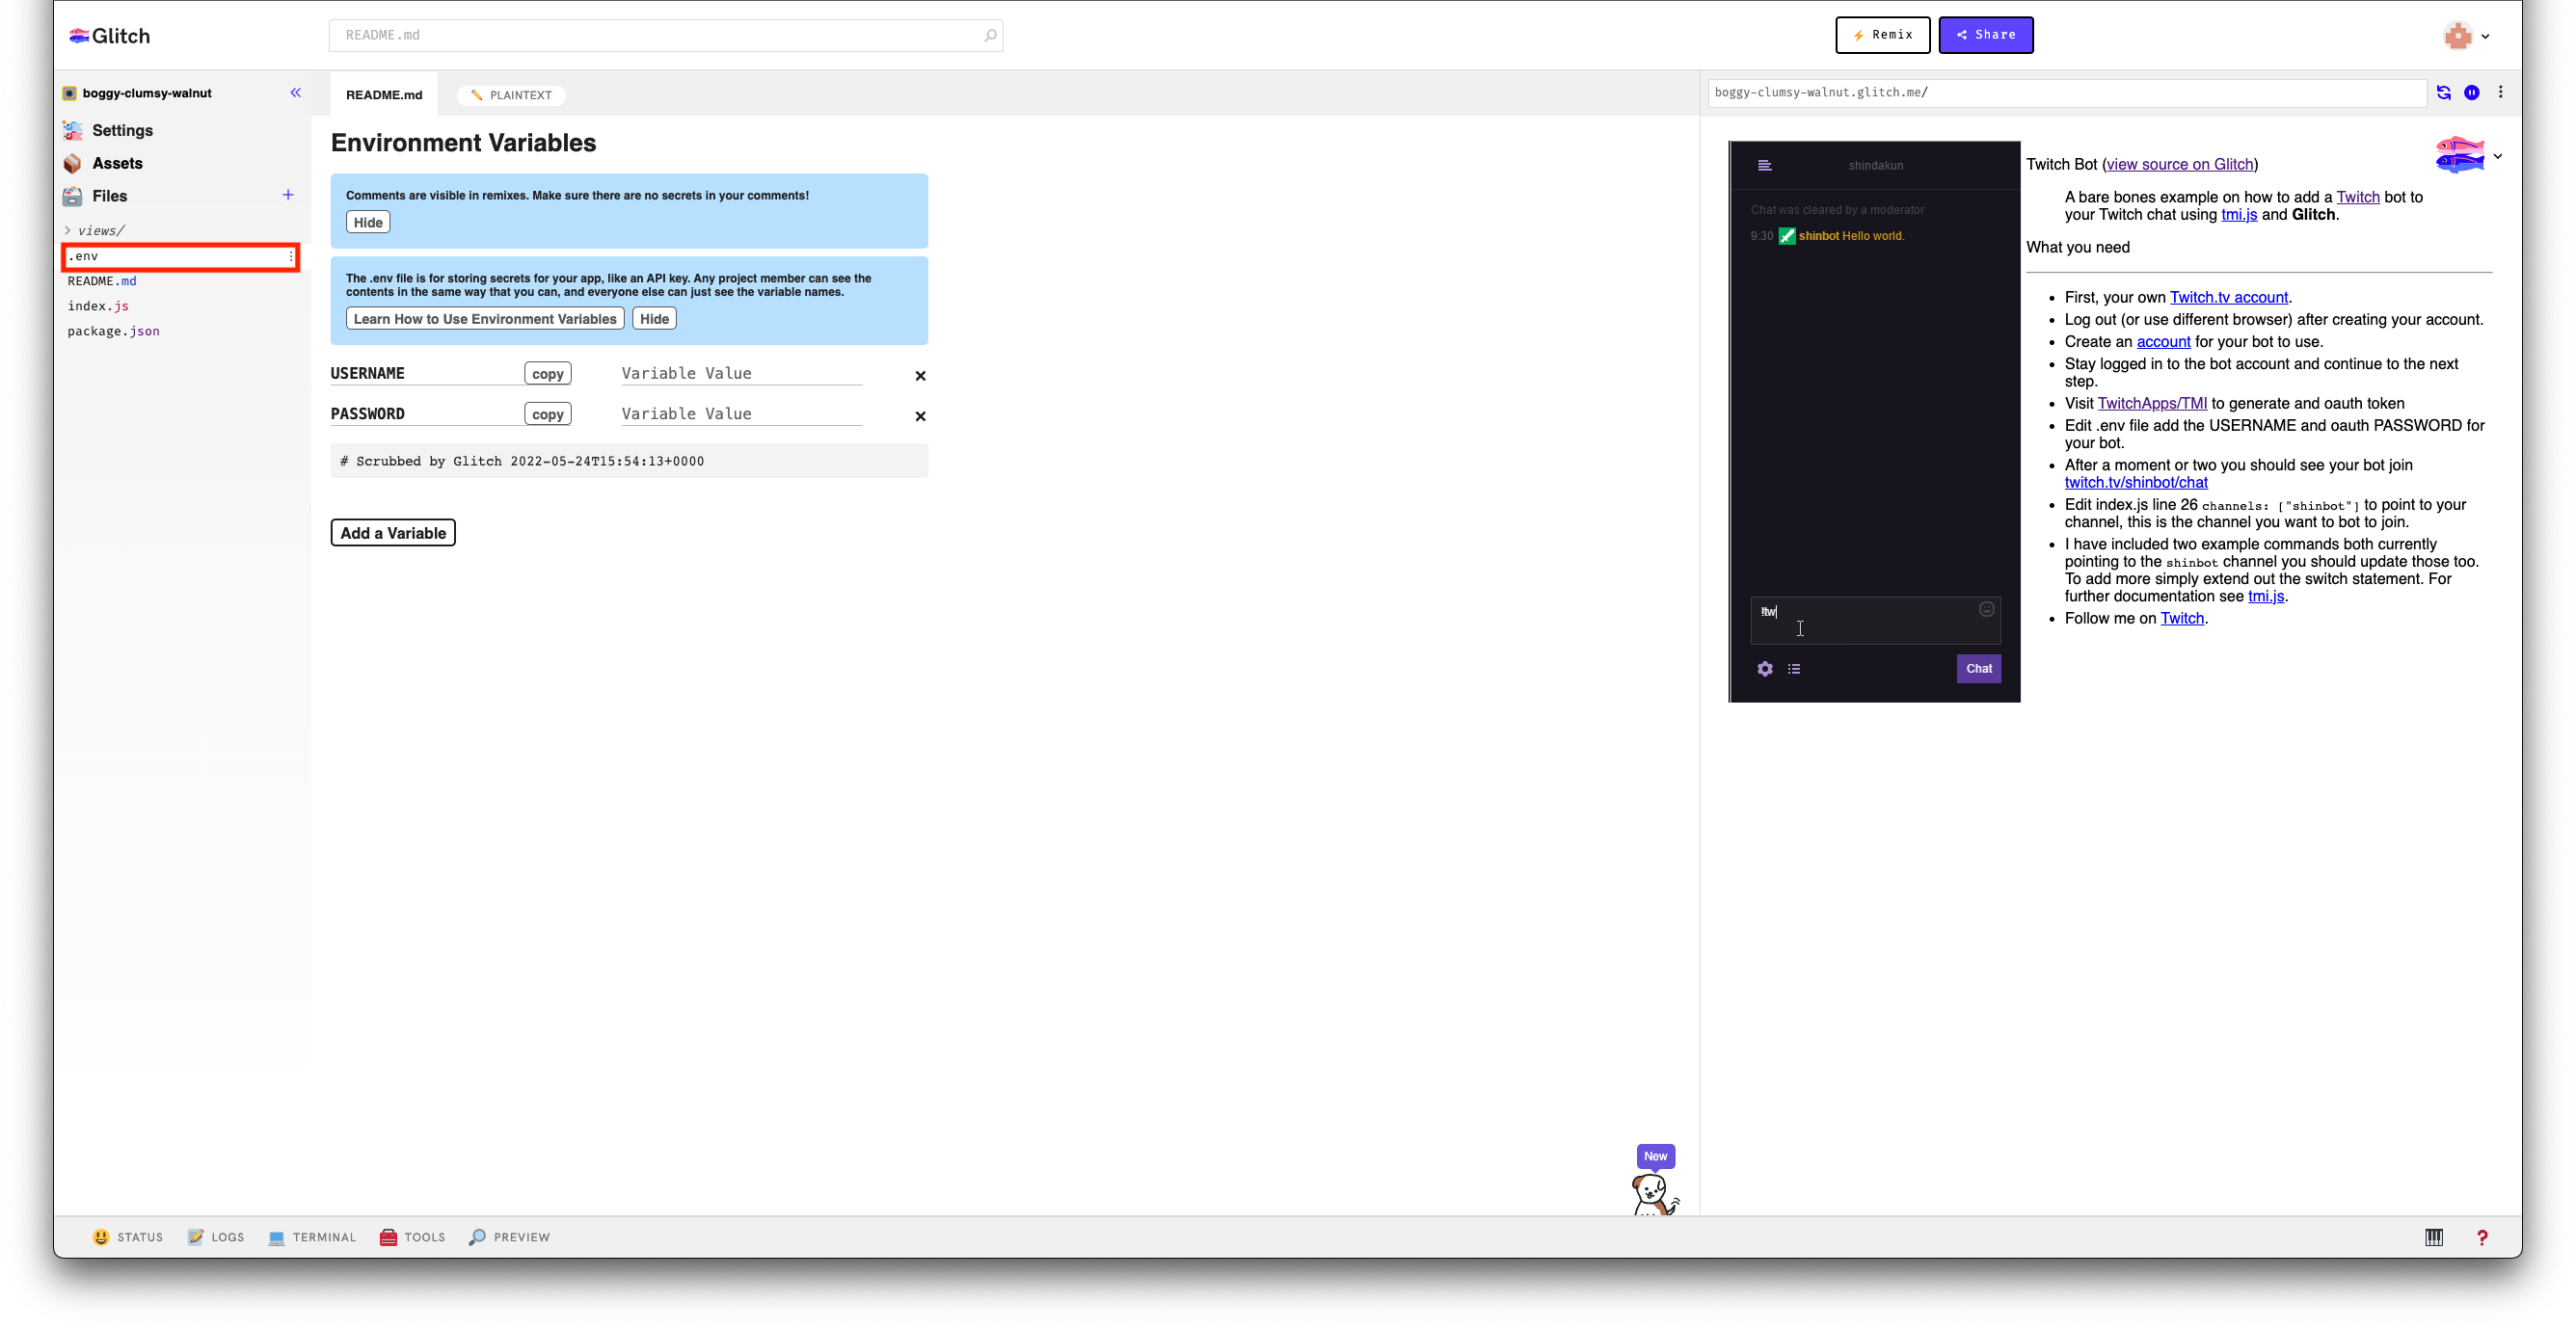 Glitch
README.md
Remix
Share
boggy-clumsy-walnut
Settings
Assets
Files
views/
.env
README.md
index.js
package.json
README.md
PLAINTEXT
Environment Variables
Comments are visible in remixes. Make sure there are no secrets in your comments!
Hide
The .env file is for storing secrets for your app, like an API key. Any project member can see the
contents in the same way that you can, and everyone else can just see the variable names.
Learn How to Use Environment Variables Hide
USERNAME copy Variable Value
PASSWORD copy Variable Value
# Scrubbed by Glitch 2022-05-24T15:54:13+0000
Add a Variable
New
boggy-clumsy-walnut.glitch.me/
shindakun
Chat was cleared by a moderator
9:30 shinbot Hello world.
!tw
Chat
Twitch Bot (view source on Glitch)
A bare bones example on how to add a Twitch bot to
your Twitch chat using tmi.js and Glitch.
What you need
• First, your own Twitch.tv account.
• Log out (or use different browser) after creating your account.
• Create an account for your bot to use.
• Stay logged in to the bot account and continue to the next
step.
• Visit TwitchApps/TMI to generate and oauth token
• Edit .env file add the USERNAME and oauth PASSWORD for
your bot.
• After a moment or two you should see your bot join
twitch.tv/shinbot/chat
• Edit index.js line 26 channels: ["shinbot"] to point to your
channel, this is the channel you want to bot to join.
• I have included two example commands both currently
pointing to the shinbot channel you should update those too.
To add more simply extend out the switch statement. For
further documentation see tmi.js.
• Follow me on Twitch.
STATUS
LOGS
TERMINAL
TOOLS
PREVIEW
?